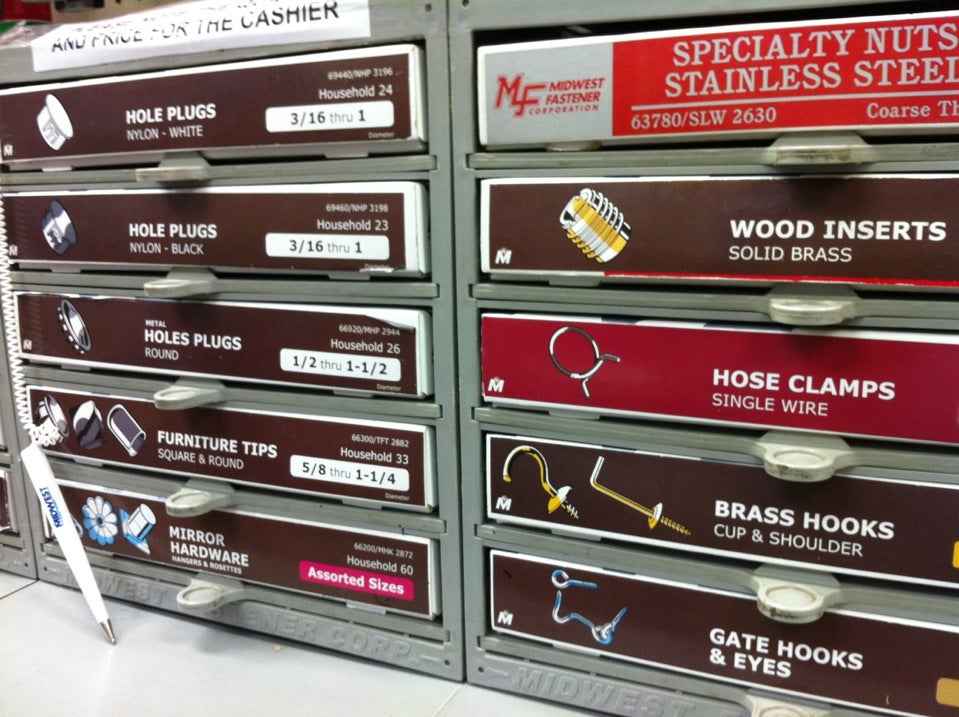 AND PRICE FOR THE CASHIER
69440/NHP 3196
Household 24
HOLE PLUGS
NYLON - WHITE
3/16 thru 1
Diameter
69460/NHP 3198
Household 23
HOLE PLUGS
NYLON - BLACK
3/16 thru 1
66920/MHP 2944
Household 26
METAL
HOLES PLUGS
ROUND
1/2 thru 1-1/2
Diameter
66300/TFT 2882
Household 33
FURNITURE TIPS
SQUARE & ROUND
5/8 thru 1-1/4
Diameter
66200/MHK 2872
Household 60
MIRROR
HARDWARE
HANGERS & ROSETTES
Assorted Sizes
MIDWEST
MIDWEST FASTENER CORP.
MF MIDWEST
FASTENER
CORPORATION
SPECIALTY NUTS
STAINLESS STEEL
63780/SLW 2630
Coarse Th
M
WOOD INSERTS
SOLID BRASS
M
HOSE CLAMPS
SINGLE WIRE
M
BRASS HOOKS
CUP & SHOULDER
M
GATE HOOKS
& EYES
MIDWEST